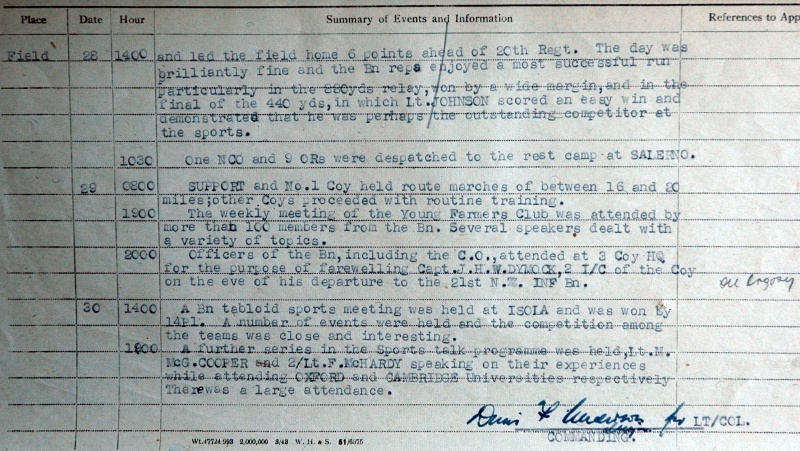 Place Date Hour Summary of Events and Information References to App
Field 28 1400 and led the field home 6 points ahead of 20th Regt. The day was
brilliantly fine and the Bn reps enjoyed a most successful run
particularly in the 880yds relay, won by a wide margin, and in the
final of the 440 yds, in which Lt. JOHNSON scored an easy win and
demonstrated that he was perhaps the outstanding competitor at
the sports.
1030 One NCO and 9 ORs were despatched to the rest camp at SALERNO.
29 0800 SUPPORT and No.1 Coy held route marches of between 16 and 20
miles; other Coys proceeded with routine training.
1900 The weekly meeting of the Young Farmers Club was attended by
more than 100 members from the Bn. Several speakers dealt with
a variety of topics.
2000 Officers of the Bn, including the C.O., attended at 3 Coy HQ
for the purpose of farewelling Capt. J.H.W. DYMOCK, 2 I/C of the Coy
on the eve of his departure to the 21st N.Z. INF Bn.
30 1400 A Bn tabloid sports meeting was held at ISOLA and was won by
14Pl. A number of events were held and the competition among
the teams was close and interesting.
1900 A further series in the Sports talk programme was held, Lt. M.
McG. COOPER and 2/Lt. F. McHARDY speaking on their experiences
while attending OXFORD and CAMBRIDGE Universities respectively
There was a large attendance.
for LT/COL.
COMMANDING.
Wt.47724 993 2,000,000 3/43 W. H. & S. 51/6375